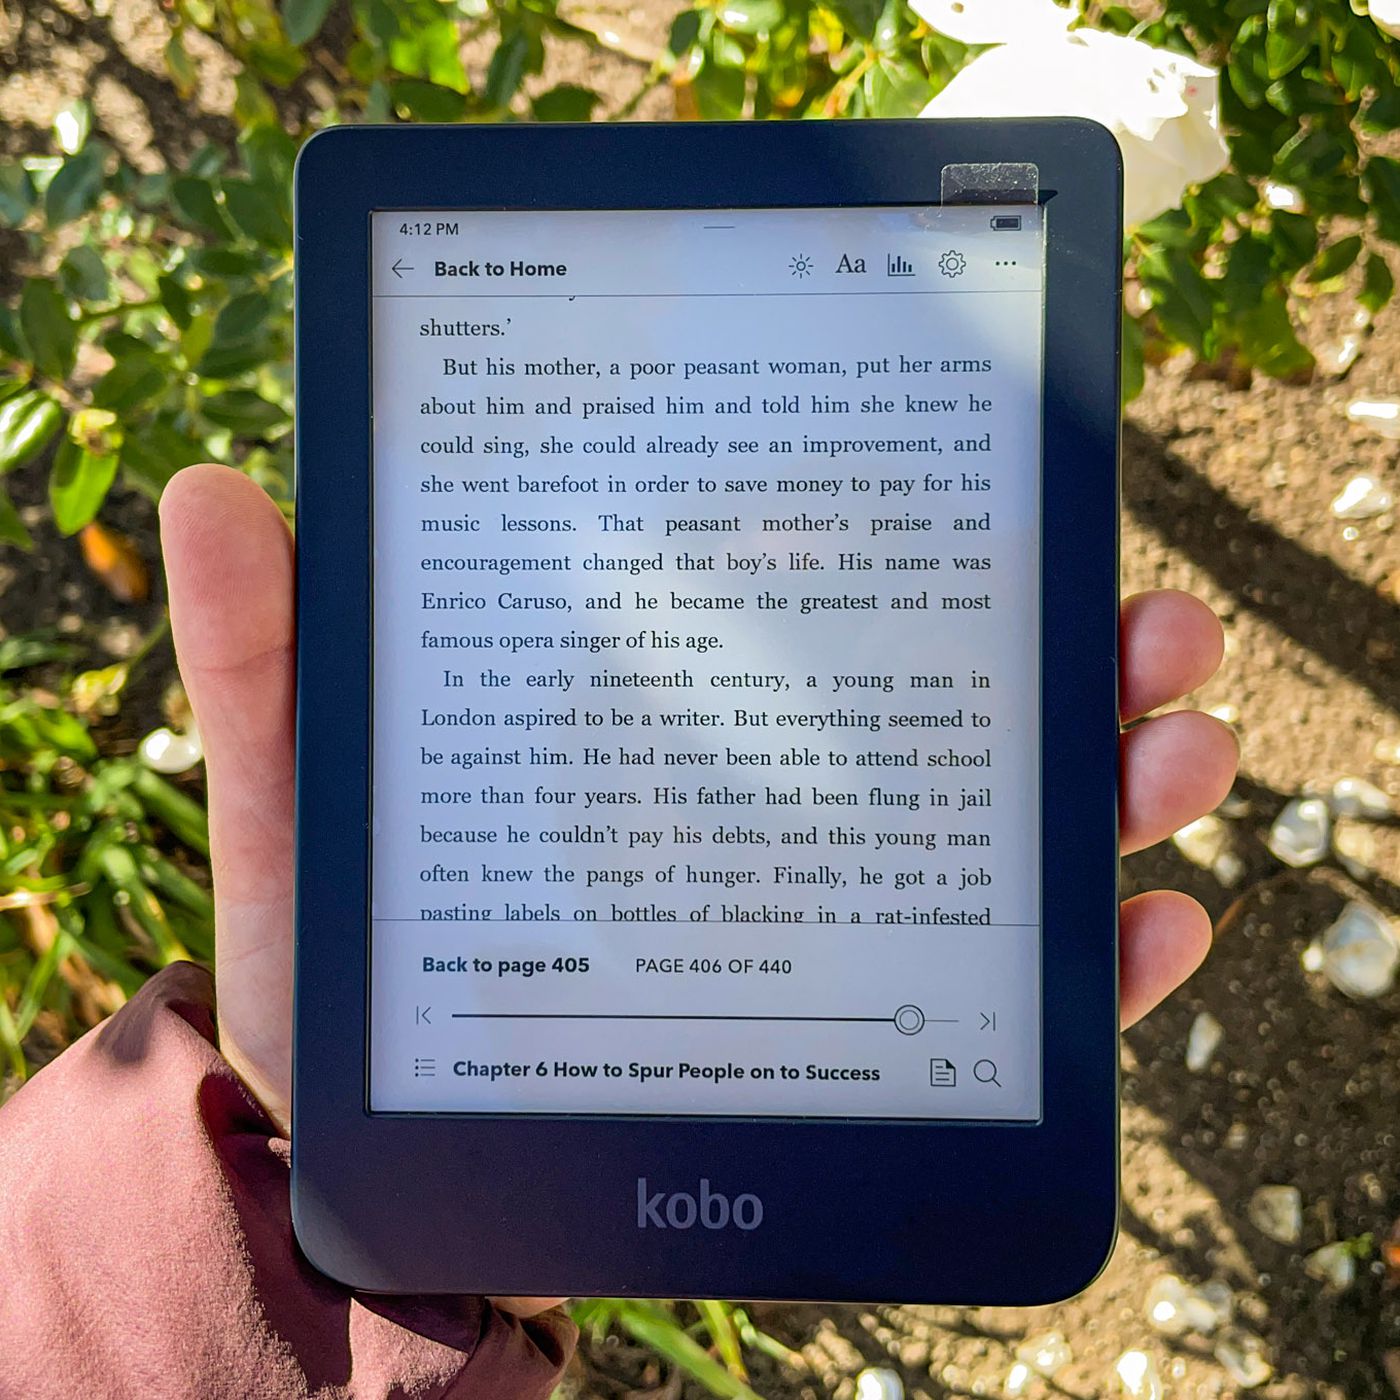 4:12 PM
Back to Home
Aa
shutters.’
But his mother, a poor peasant woman, put her arms
about him and praised him and told him she knew he
could sing, she could already see an improvement, and
she went barefoot in order to save money to pay for his
music lessons. That peasant mother’s praise and
encouragement changed that boy’s life. His name was
Enrico Caruso, and he became the greatest and most
famous opera singer of his age.
In the early nineteenth century, a young man in
London aspired to be a writer. But everything seemed to
be against him. He had never been able to attend school
more than four years. His father had been flung in jail
because he couldn’t pay his debts, and this young man
often knew the pangs of hunger. Finally, he got a job
pasting labels on bottles of blacking in a rat-infested
Back to page 405 PAGE 406 OF 440
Chapter 6 How to Spur People on to Success
kobo